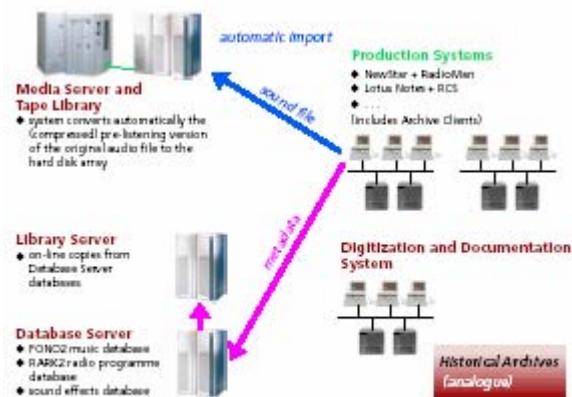 automatic import
Media Server and
Tape Library
system converts automatically the
(compressed) pre-listening version
of the original audio file to the
hard disk array
sound file
Production Systems
NewStar + RadioMan
Lotus Notes + RCS
. . .
(Includes Archive Clients)
metadata
Library Server
on-line copies from
Database Server
databases
Digitization and Documentation
System
Database Server
FONO2 music database
RARK2 radio programme
database
sound effects database
Historical Archives
(analogue)